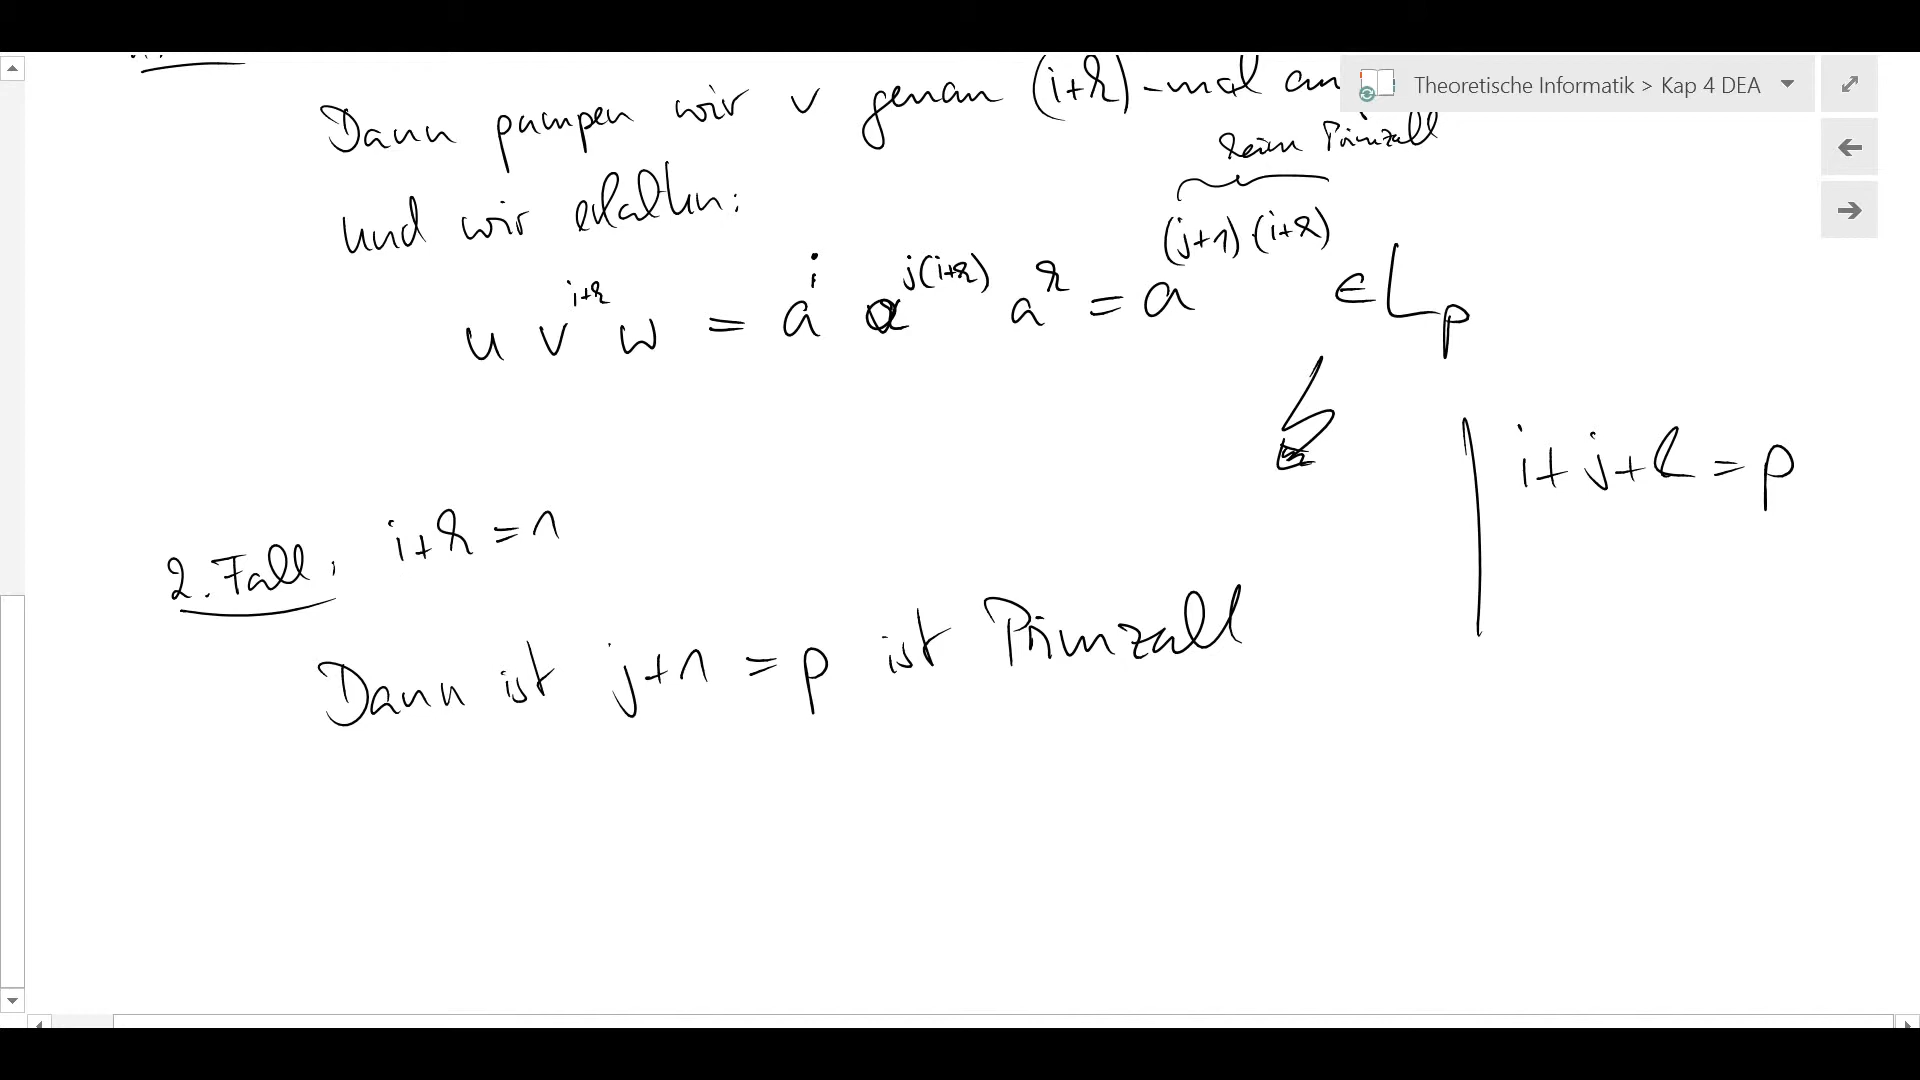 Theoretische Informatik > Kap 4 DEA
Dann pumpen wir v genau (i+k)-mal an
kein Primzahl
und wir erhalten:
u v^{i+k} w = a^i a^{j(i+k)} a^k = a^{(j+1)·(i+k)} ∈ L_p
i+j+k = p
2. Fall: i+k = 1
Dann ist j+1 = p ist Primzahl